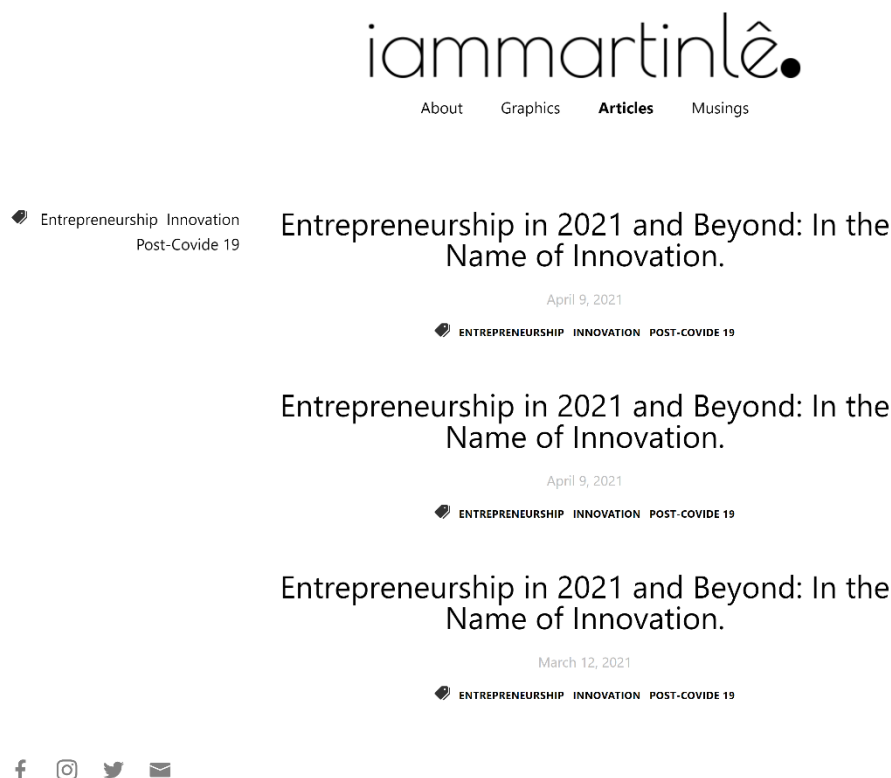 iammartinlê.
About Graphics Articles Musings
Entrepreneurship Innovation
Post-Covide 19
Entrepreneurship in 2021 and Beyond: In the
Name of Innovation.
April 9, 2021
ENTREPRENEURSHIP INNOVATION POST-COVIDE 19
Entrepreneurship in 2021 and Beyond: In the
Name of Innovation.
April 9, 2021
ENTREPRENEURSHIP INNOVATION POST-COVIDE 19
Entrepreneurship in 2021 and Beyond: In the
Name of Innovation.
March 12, 2021
ENTREPRENEURSHIP INNOVATION POST-COVIDE 19